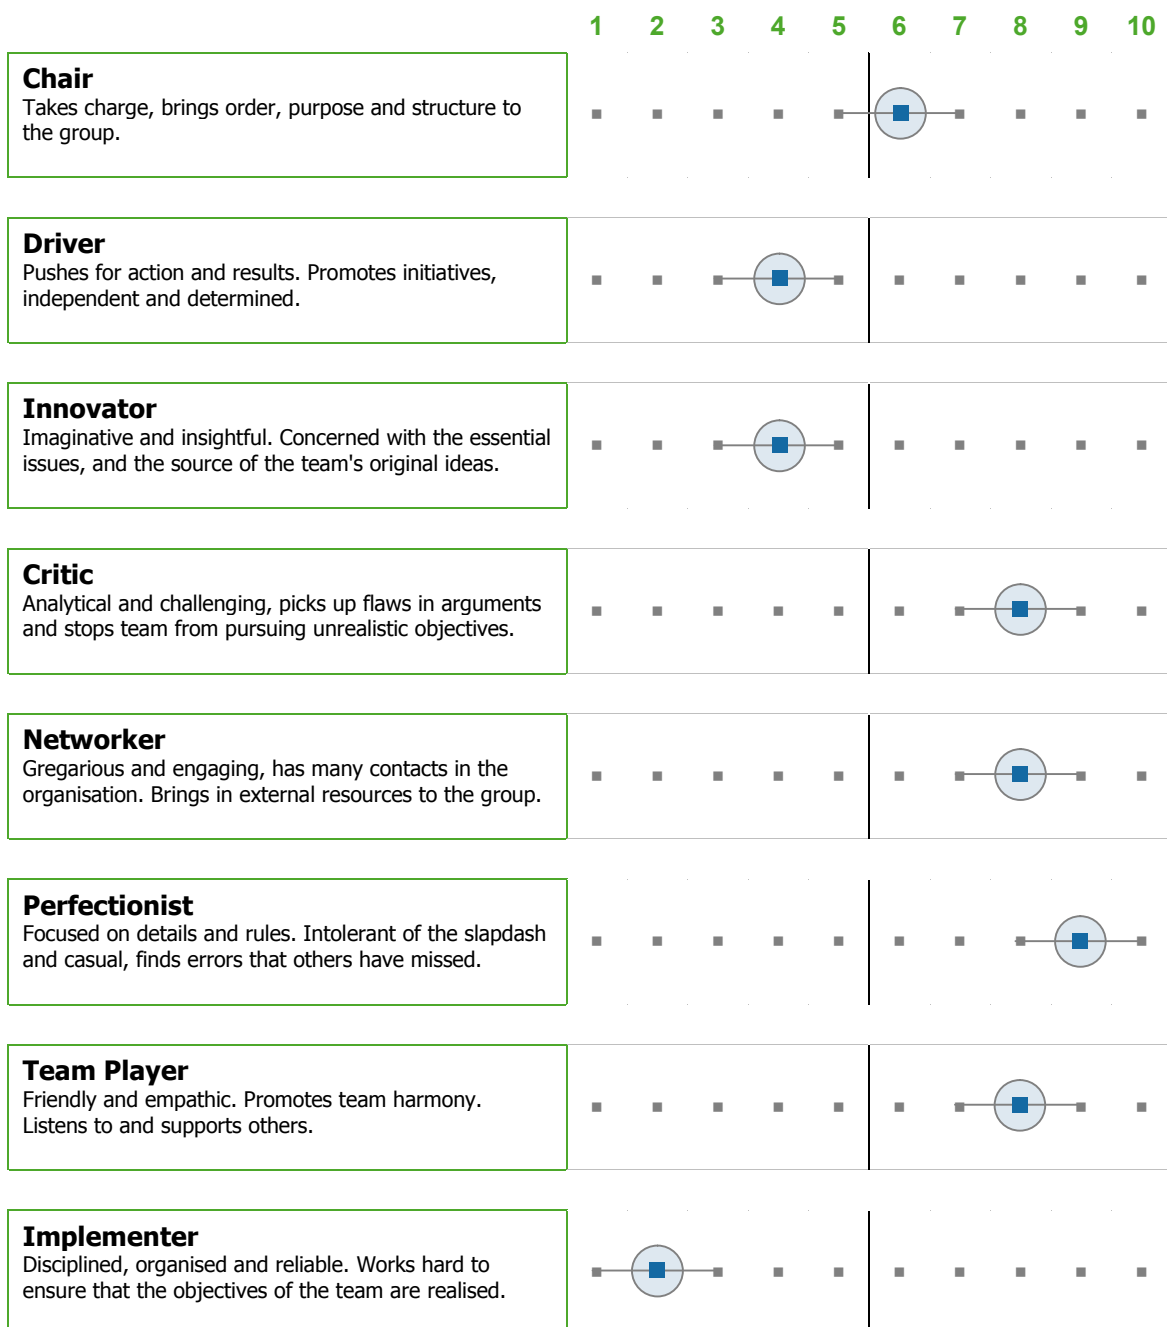 1 2 3 4 5 6 7 8 9 10
Chair
Takes charge, brings order, purpose and structure to
the group.
Driver
Pushes for action and results. Promotes initiatives,
independent and determined.
Innovator
Imaginative and insightful. Concerned with the essential
issues, and the source of the team's original ideas.
Critic
Analytical and challenging, picks up flaws in arguments
and stops team from pursuing unrealistic objectives.
Networker
Gregarious and engaging, has many contacts in the
organisation. Brings in external resources to the group.
Perfectionist
Focused on details and rules. Intolerant of the slapdash
and casual, finds errors that others have missed.
Team Player
Friendly and empathic. Promotes team harmony.
Listens to and supports others.
Implementer
Disciplined, organised and reliable. Works hard to
ensure that the objectives of the team are realised.